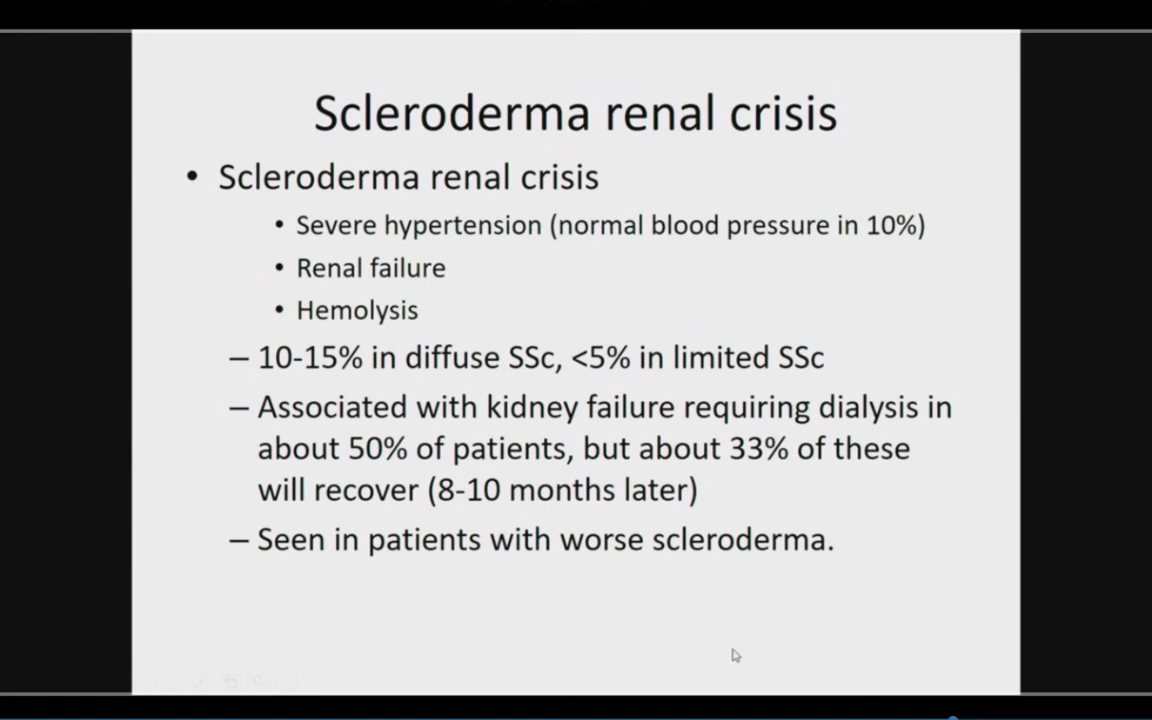 Scleroderma renal crisis
• Scleroderma renal crisis
• Severe hypertension (normal blood pressure in 10%)
• Renal failure
• Hemolysis
– 10-15% in diffuse SSc, <5% in limited SSc
– Associated with kidney failure requiring dialysis in
about 50% of patients, but about 33% of these
will recover (8-10 months later)
– Seen in patients with worse scleroderma.